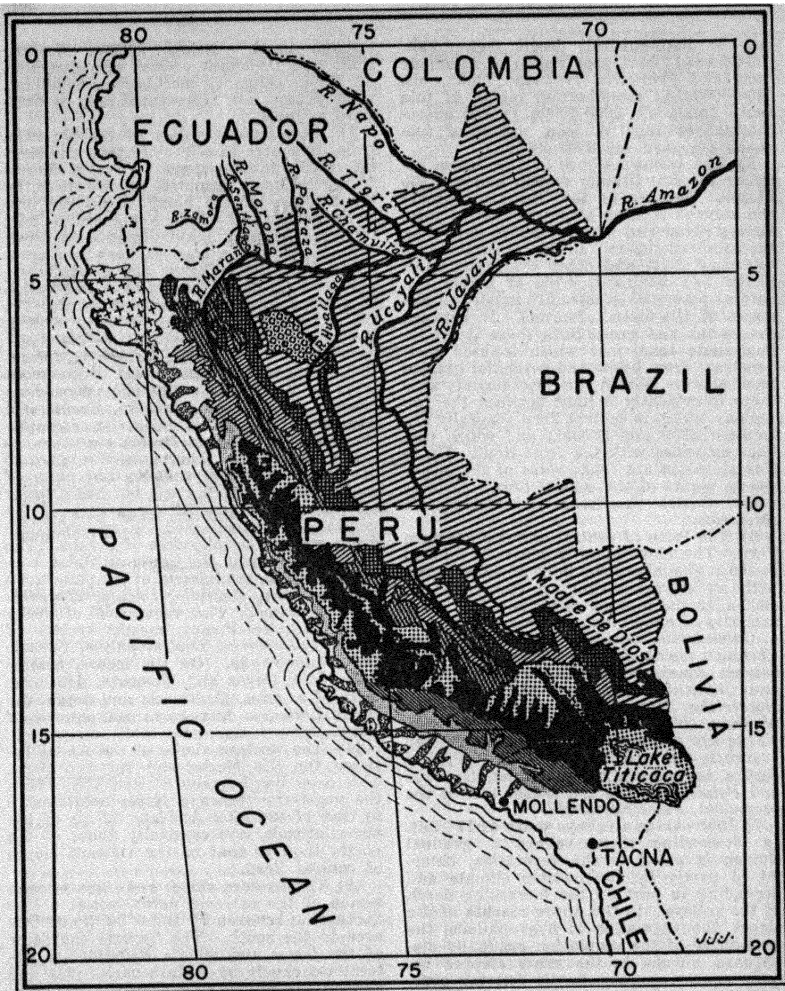 80 75 70
0 0
COLOMBIA
ECUADOR
R. Napo
R. Tigre
R. Amazon
R. Zamora
R. Santiago
R. Morona
R. Pastaza
R. Chamvira
5 5
R. Maranon
R. Huallaga
R. Ucayali
R. Javary
BRAZIL
10 10
PERU
Madre De Dios
BOLIVIA
15 15
Lake
Titicaca
PACIFIC OCEAN
MOLLENDO
TACNA
CHILE
J.J.J.
20 20
80 75 70